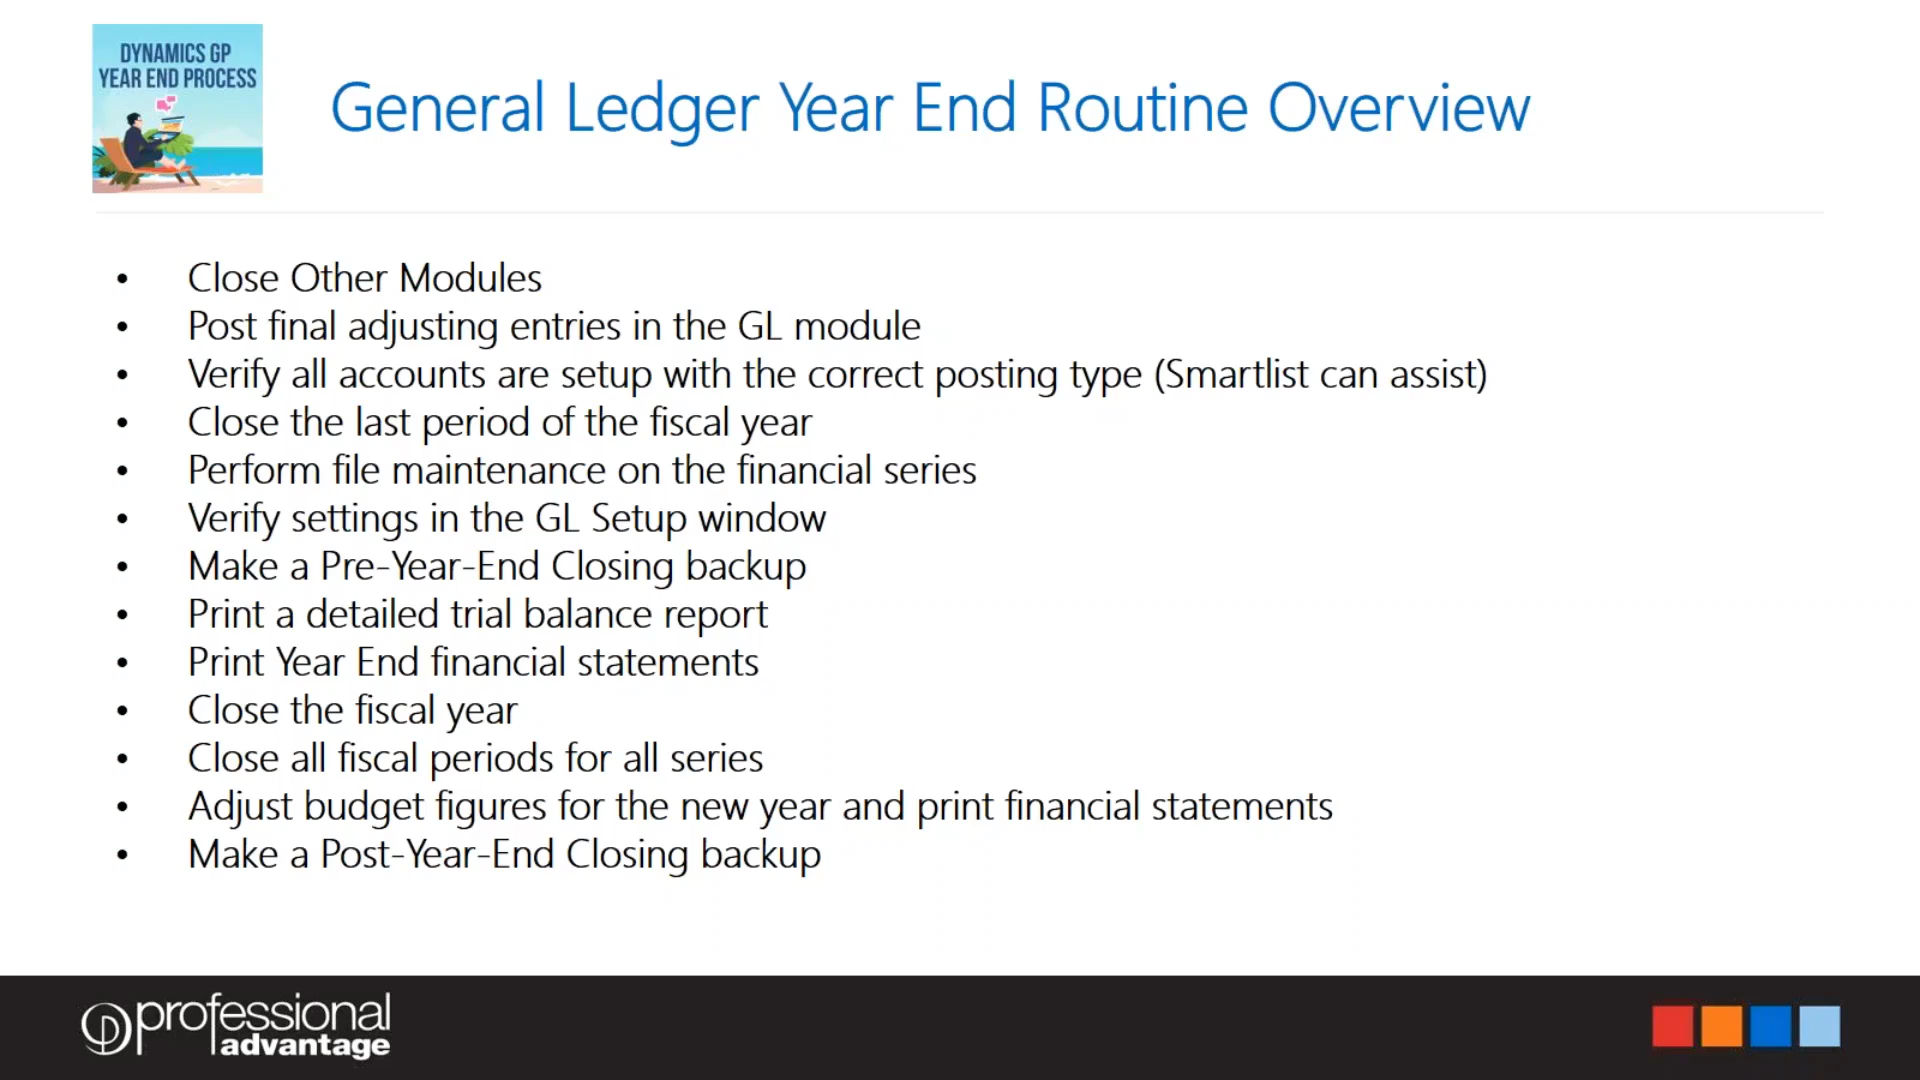 DYNAMICS GP
YEAR END PROCESS
General Ledger Year End Routine Overview
• Close Other Modules
• Post final adjusting entries in the GL module
• Verify all accounts are setup with the correct posting type (Smartlist can assist)
• Close the last period of the fiscal year
• Perform file maintenance on the financial series
• Verify settings in the GL Setup window
• Make a Pre-Year-End Closing backup
• Print a detailed trial balance report
• Print Year End financial statements
• Close the fiscal year
• Close all fiscal periods for all series
• Adjust budget figures for the new year and print financial statements
• Make a Post-Year-End Closing backup
professional
advantage